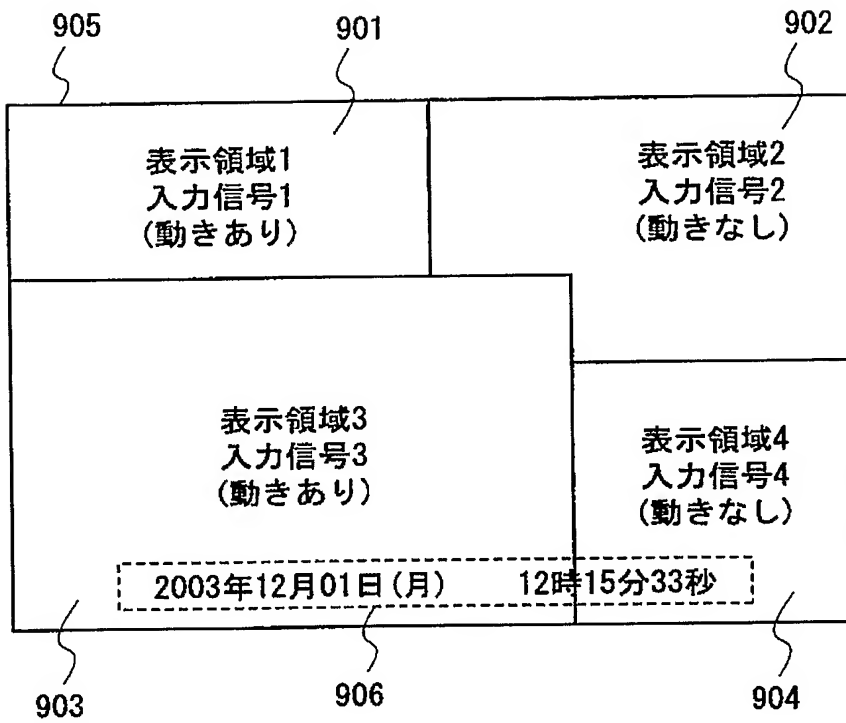 905
901
902
表示領域1
入力信号1
(動きあり)
表示領域2
入力信号2
(動きなし)
表示領域3
入力信号3
(動きあり)
表示領域4
入力信号4
(動きなし)
2003年12月01日(月) 12時15分33秒
903
906
904